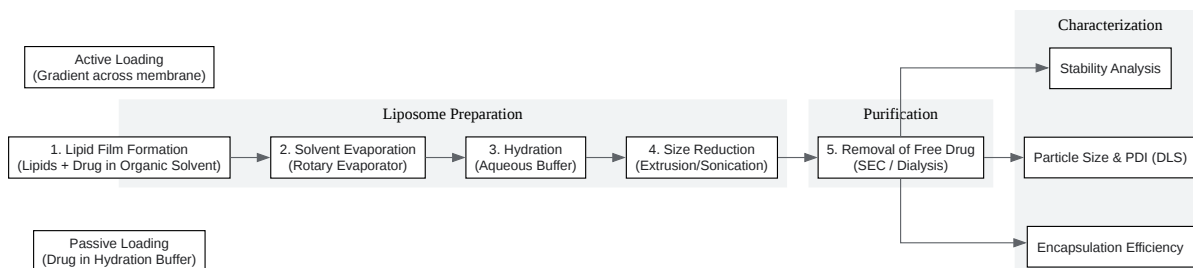 Characterization
Active Loading
(Gradient across membrane)
Stability Analysis
Liposome Preparation
Purification
1. Lipid Film Formation
(Lipids + Drug in Organic Solvent)
2. Solvent Evaporation
(Rotary Evaporator)
3. Hydration
(Aqueous Buffer)
4. Size Reduction
(Extrusion/Sonication)
5. Removal of Free Drug
(SEC / Dialysis)
Particle Size & PDI (DLS)
Passive Loading
(Drug in Hydration Buffer)
Encapsulation Efficiency